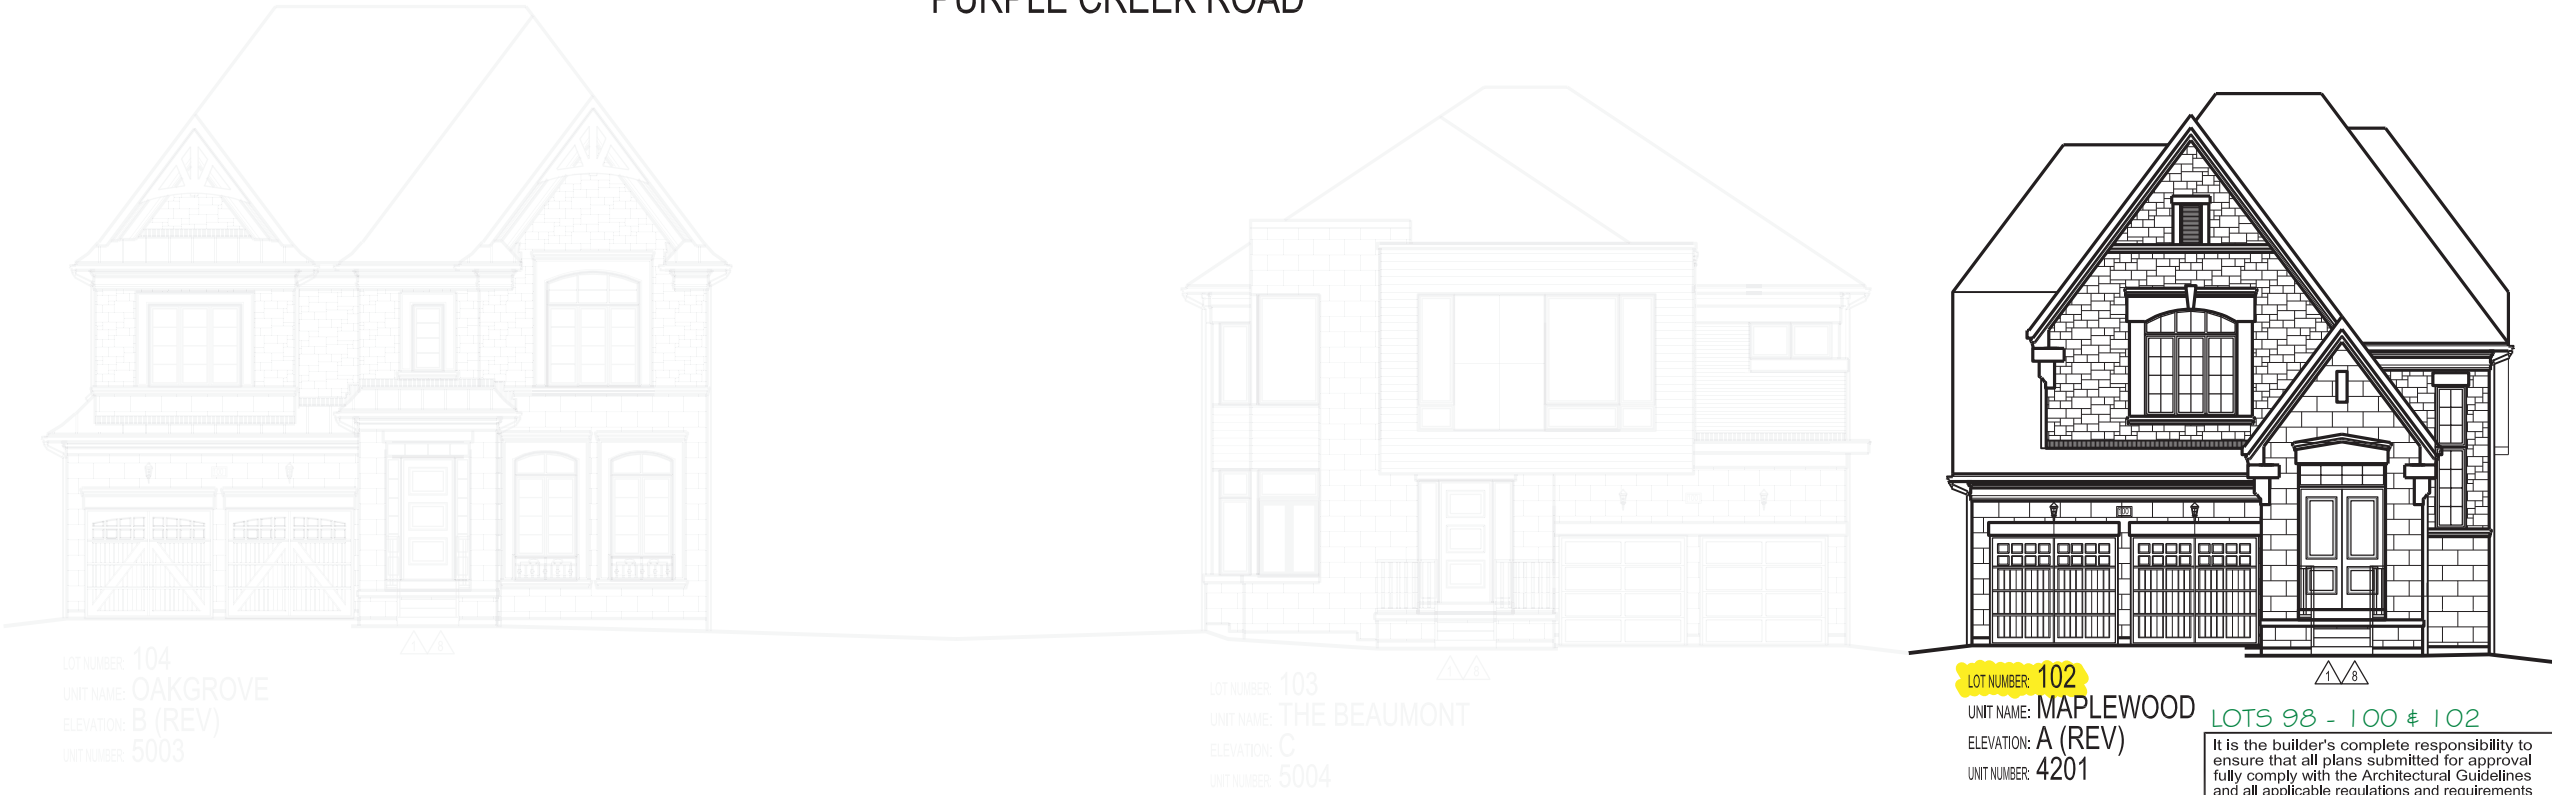 PURPLE CREEK ROAD
LOT NUMBER: 104
UNIT NAME: OAKGROVE
ELEVATION: B (REV)
UNIT NUMBER: 5003
1 8
LOT NUMBER: 103
UNIT NAME: THE BEAUMONT
ELEVATION: C
UNIT NUMBER: 5004
LOT NUMBER: 102
UNIT NAME: MAPLEWOOD
ELEVATION: A (REV)
UNIT NUMBER: 4201
LOTS 98 - 100 & 102
It is the builder's complete responsibility to
ensure that all plans submitted for approval
fully comply with the Architectural Guidelines
and all applicable regulations and requirements